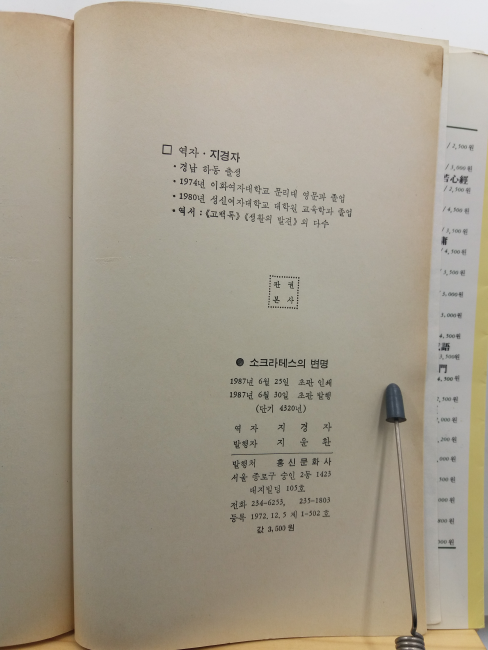 □ 역자·지경자
•경남 하동 출생
•1974년 이화여자대학교 문리대 영문과 졸업
•1980년 성신여자대학교 대학원 교육학과 졸업
•역서:《고백록》《생활의 발견》외 다수
판권
본사
소크라테스의 변명
1987년 6월 25일 초판 인쇄
1987년 6월 30일 초판 발행
(단기 4320년)
역자 지경자
발행자 지윤환
발행처 홍신문화사
서울 종로구 숭인 2동 1423
대지빌딩 105호
전화 234-6253, 235-1803
등록 1972. 12. 5 제 1-502 호
값 3,500원